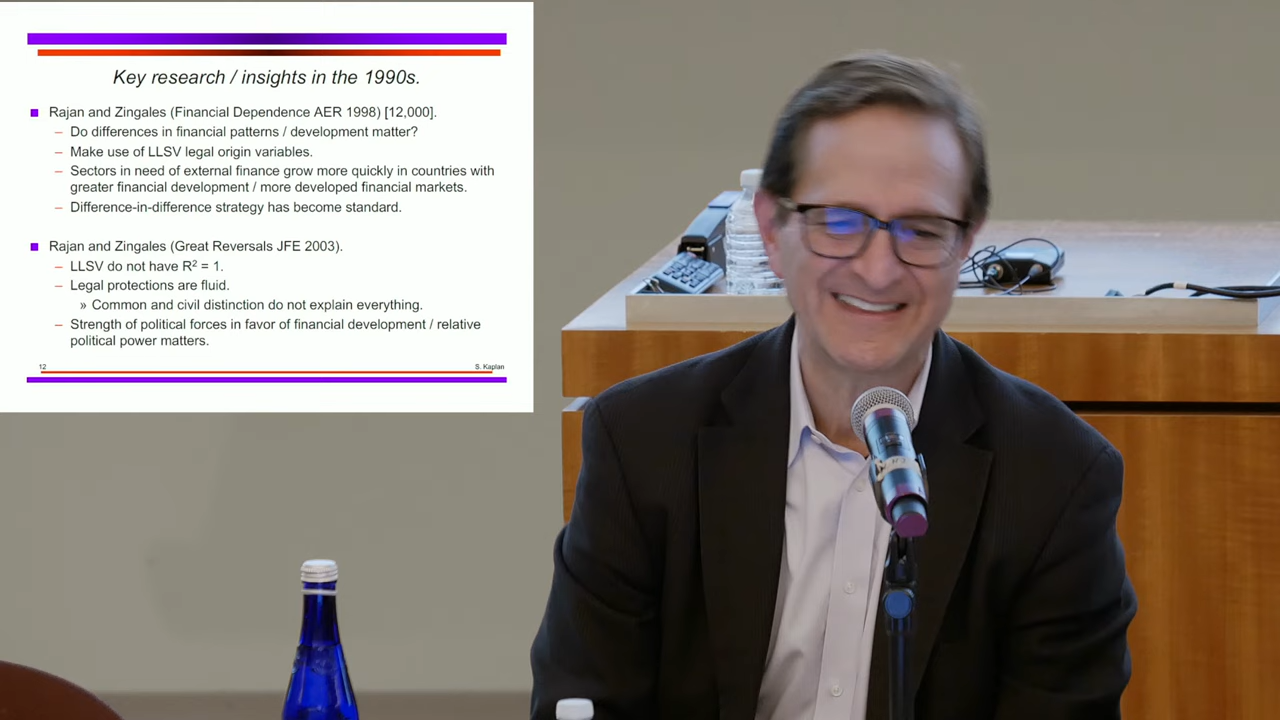 Key research / insights in the 1990s.
Rajan and Zingales (Financial Dependence AER 1998) [12,000].
– Do differences in financial patterns / development matter?
– Make use of LLSV legal origin variables.
– Sectors in need of external finance grow more quickly in countries with
greater financial development / more developed financial markets.
– Difference-in-difference strategy has become standard.
Rajan and Zingales (Great Reversals JFE 2003).
– LLSV do not have R² = 1.
– Legal protections are fluid.
» Common and civil distinction do not explain everything.
– Strength of political forces in favor of financial development / relative
political power matters.
12
S. Kaplan